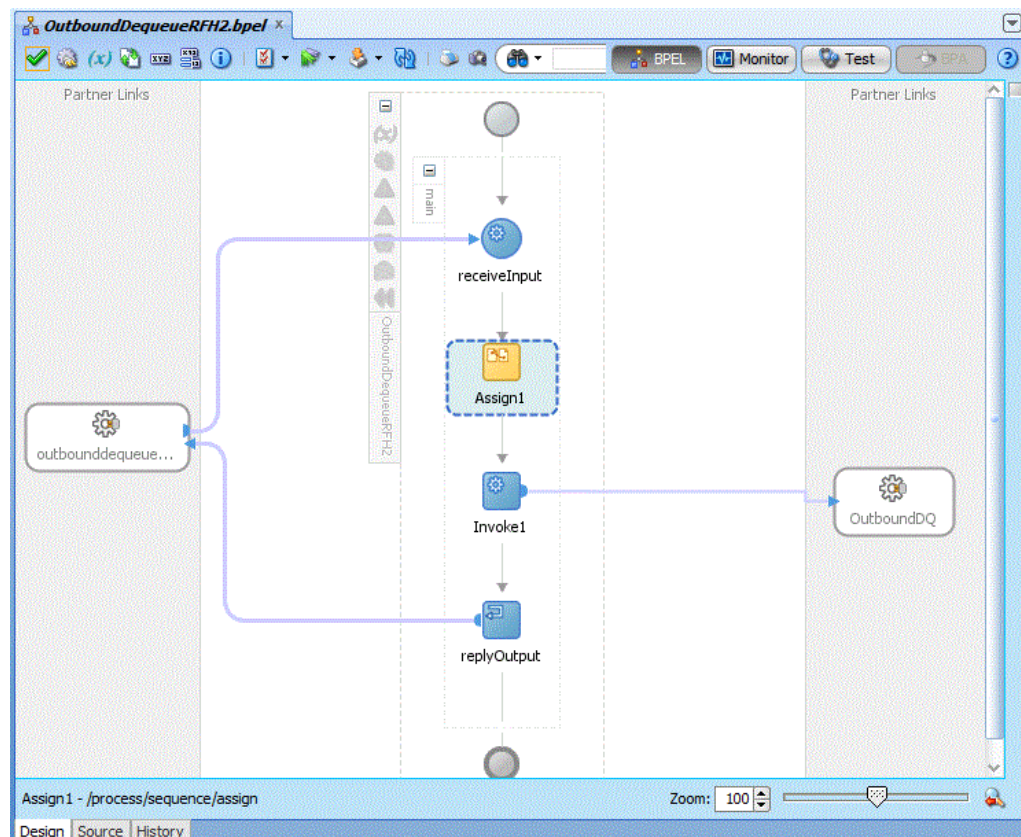 OutboundDequeueRFH2.bpel
(x)
XYZ
BPEL
Monitor
Test
BPA
Partner Links
Partner Links
(x)
main
receiveInput
OutboundDequeueRFH2
Assign1
outbounddequeue...
Invoke1
OutboundDQ
replyOutput
Assign1 - /process/sequence/assign
Zoom: 100
Design Source History